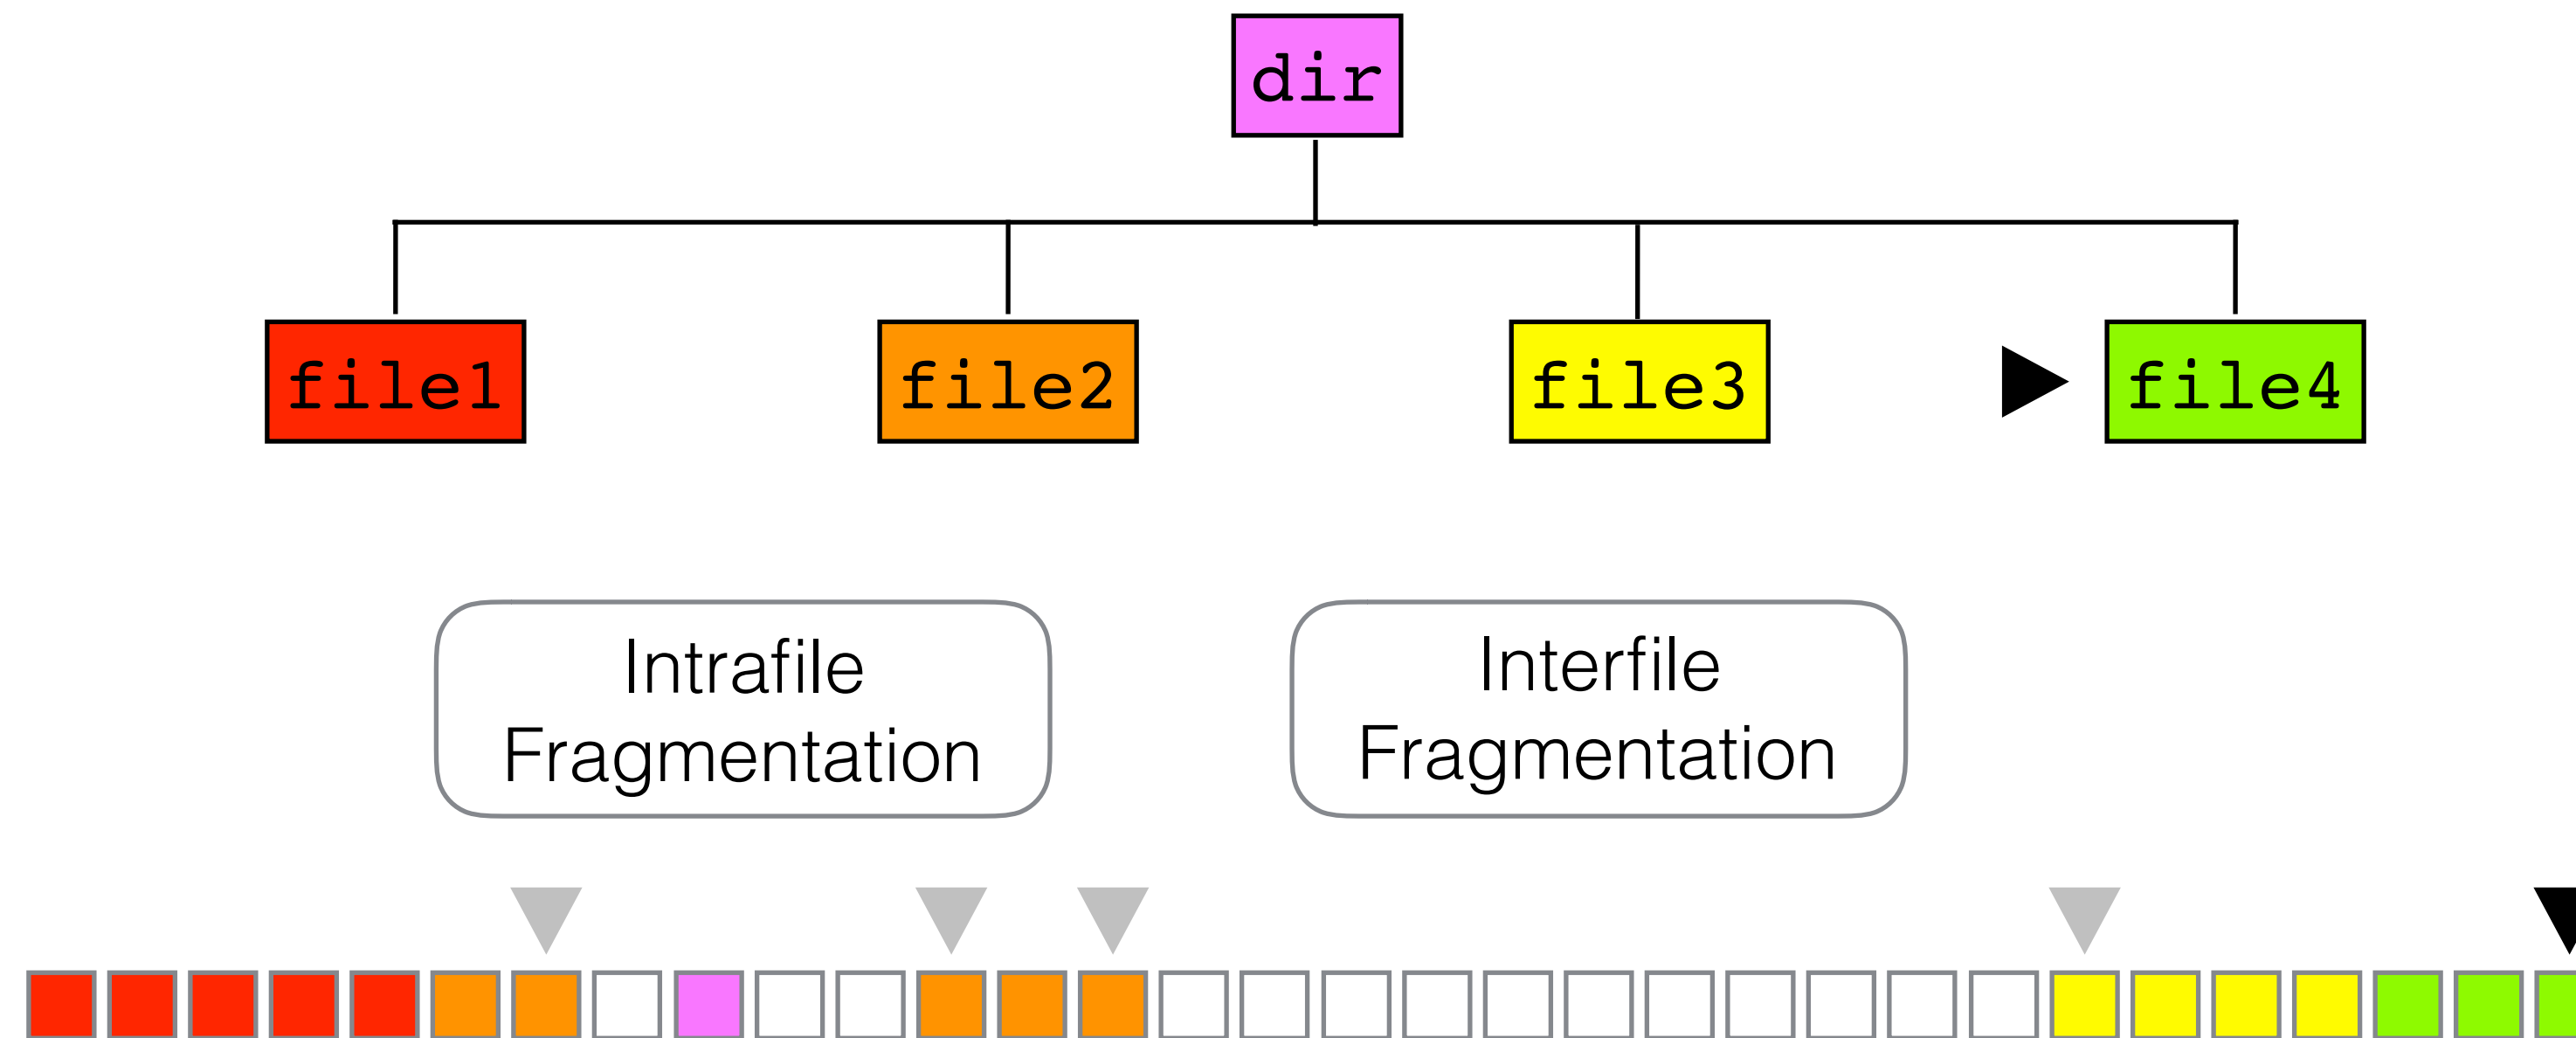 dir
file1
file2
file3
file4
Intrafile
Fragmentation
Interfile
Fragmentation